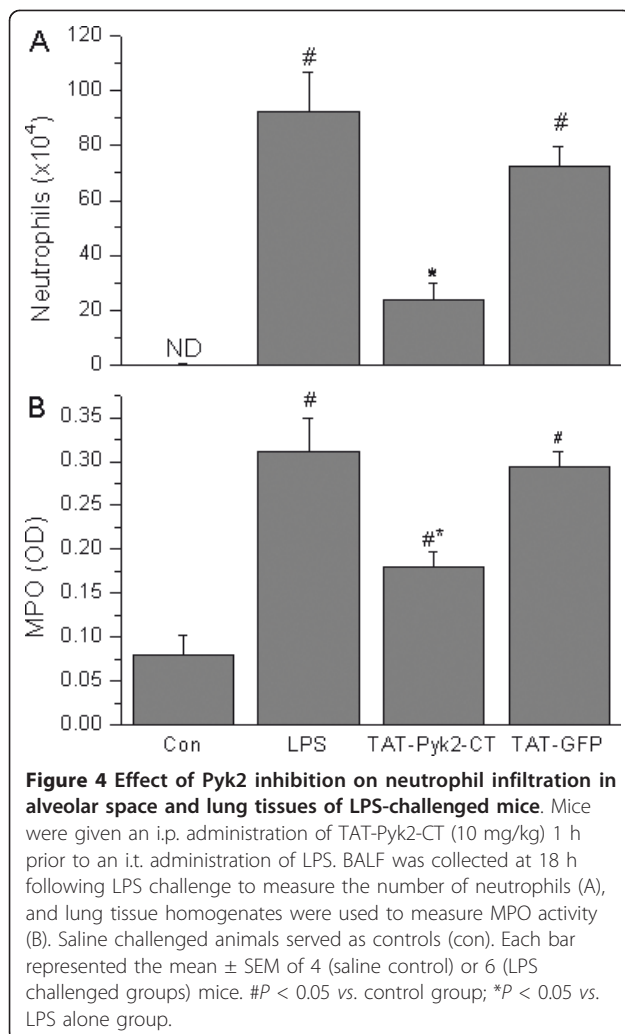 A
120
#
100
#
80
60
40
*
20
ND
0
Neutrophils (x10⁴)
B
0.35
#
#
0.30
0.25
0.20
#*
0.15
0.10
0.05
0.00
MPO (OD)
Con LPS TAT-Pyk2-CT TAT-GFP
Figure 4 Effect of Pyk2 inhibition on neutrophil infiltration in
alveolar space and lung tissues of LPS-challenged mice. Mice
were given an i.p. administration of TAT-Pyk2-CT (10 mg/kg) 1 h
prior to an i.t. administration of LPS. BALF was collected at 18 h
following LPS challenge to measure the number of neutrophils (A),
and lung tissue homogenates were used to measure MPO activity
(B). Saline challenged animals served as controls (con). Each bar
represented the mean ± SEM of 4 (saline control) or 6 (LPS
challenged groups) mice. #P < 0.05 vs. control group; *P < 0.05 vs.
LPS alone group.